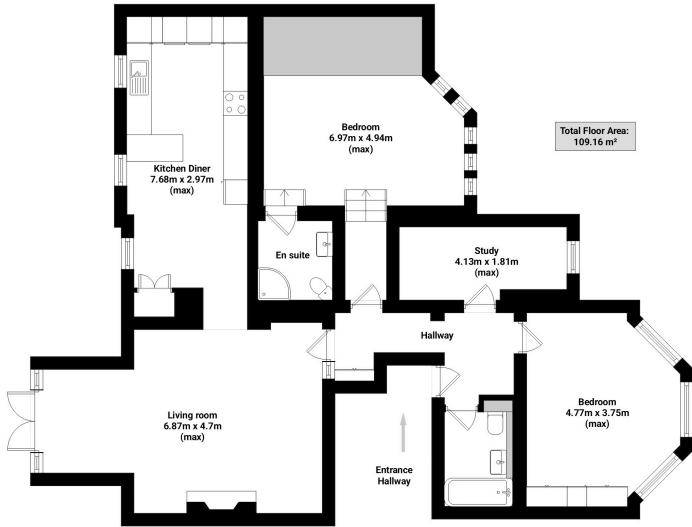 Bedroom
6.97m x 4.94m
(max)
Total Floor Area:
109.16 m²
Kitchen Diner
7.68m x 2.97m
(max)
En suite
Study
4.13m x 1.81m
(max)
Hallway
Living room
6.87m x 4.7m
(max)
Bedroom
4.77m x 3.75m
(max)
Entrance
Hallway